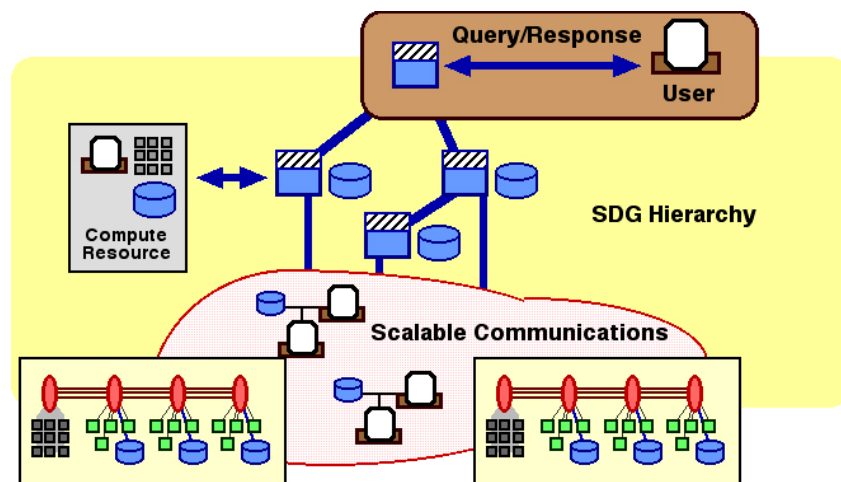 Query/Response
User
Compute
Resource
SDG Hierarchy
Scalable Communications